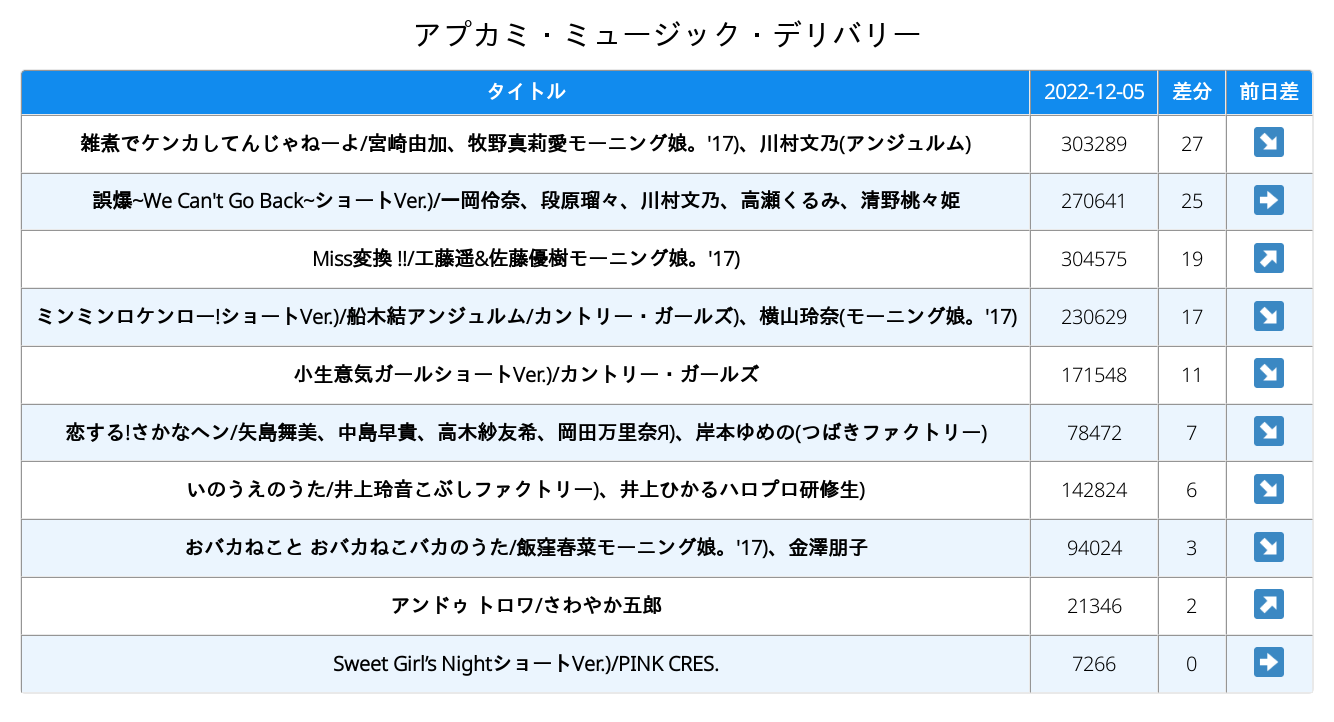 アプカミ・ミュージック・デリバリー
タイトル 2022-12-05 差分 前日差
雑煮でケンカしてんじゃねーよ/宮崎由加、牧野真莉愛モーニング娘。'17)、川村文乃(アンジュルム) 303289 27 ↘
誤爆~We Can't Go Back~ショートVer.)/一岡伶奈、段原瑠々、川村文乃、高瀬くるみ、清野桃々姫 270641 25 ➡
Miss変換 !!/工藤遥&佐藤優樹モーニング娘。'17) 304575 19 ↗
ミンミンロケンロー!ショートVer.)/船木結アンジュルム/カントリー・ガールズ)、横山玲奈(モーニング娘。'17) 230629 17 ↘
小生意気ガールショートVer.)/カントリー・ガールズ 171548 11 ↘
恋する!さかなヘン/矢島舞美、中島早貴、高木紗友希、岡田万里奈Я)、岸本ゆめの(つばきファクトリー) 78472 7 ↘
いのうえのうた/井上玲音こぶしファクトリー)、井上ひかるハロプロ研修生) 142824 6 ↘
おバカねこと おバカねこバカのうた/飯窪春菜モーニング娘。'17)、金澤朋子 94024 3 ↘
アンドゥ トロワ/さわやか五郎 21346 2 ↗
Sweet Girl’s NightショートVer.)/PINK CRES. 7266 0 ➡